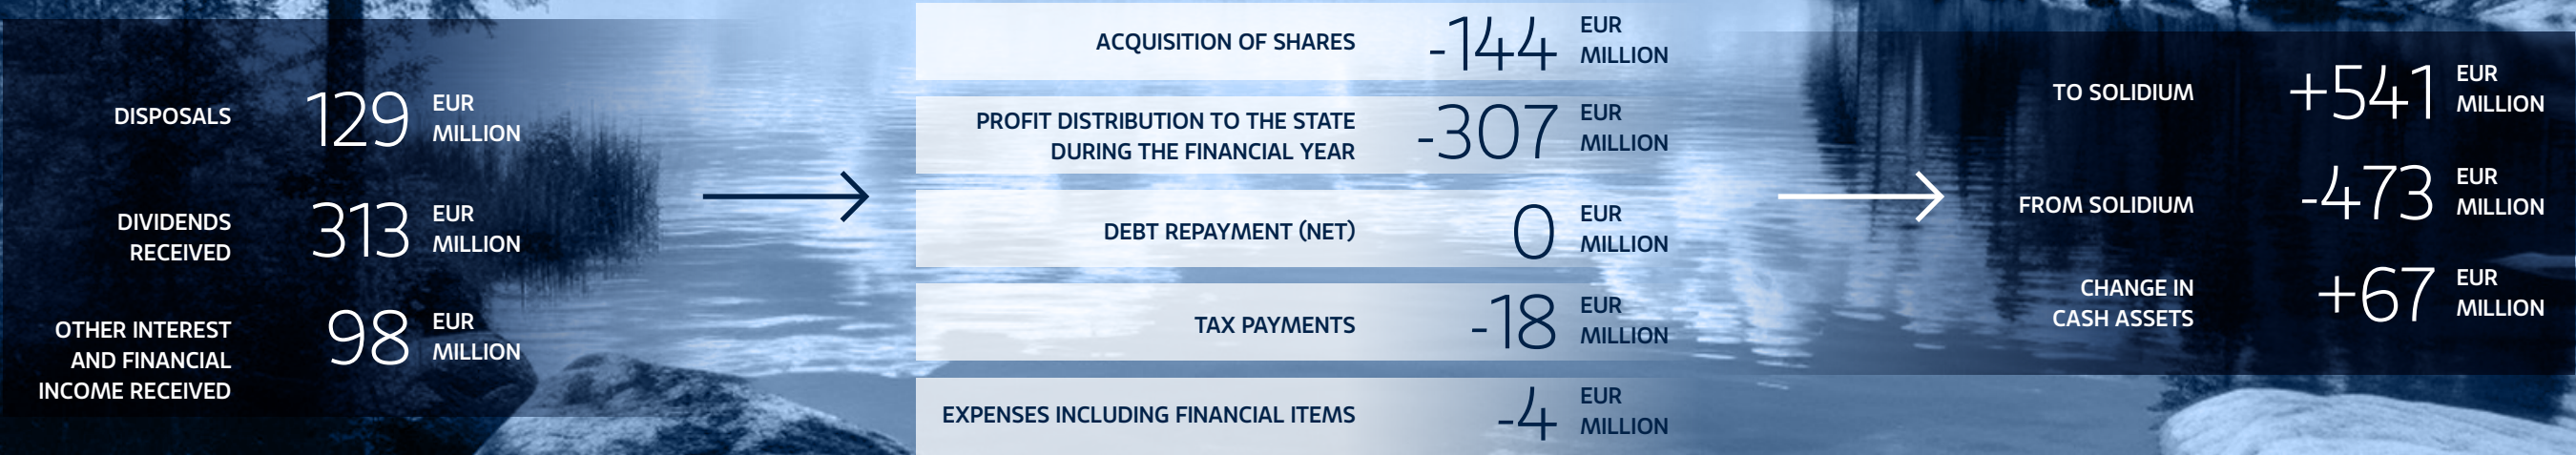 DISPOSALS 129 EUR MILLION
DIVIDENDS RECEIVED 313 EUR MILLION
OTHER INTEREST AND FINANCIAL INCOME RECEIVED 98 EUR MILLION
ACQUISITION OF SHARES -144 EUR MILLION
PROFIT DISTRIBUTION TO THE STATE DURING THE FINANCIAL YEAR -307 EUR MILLION
DEBT REPAYMENT (NET) 0 EUR MILLION
TAX PAYMENTS -18 EUR MILLION
EXPENSES INCLUDING FINANCIAL ITEMS -4 EUR MILLION
TO SOLIDIUM +541 EUR MILLION
FROM SOLIDIUM -473 EUR MILLION
CHANGE IN CASH ASSETS +67 EUR MILLION